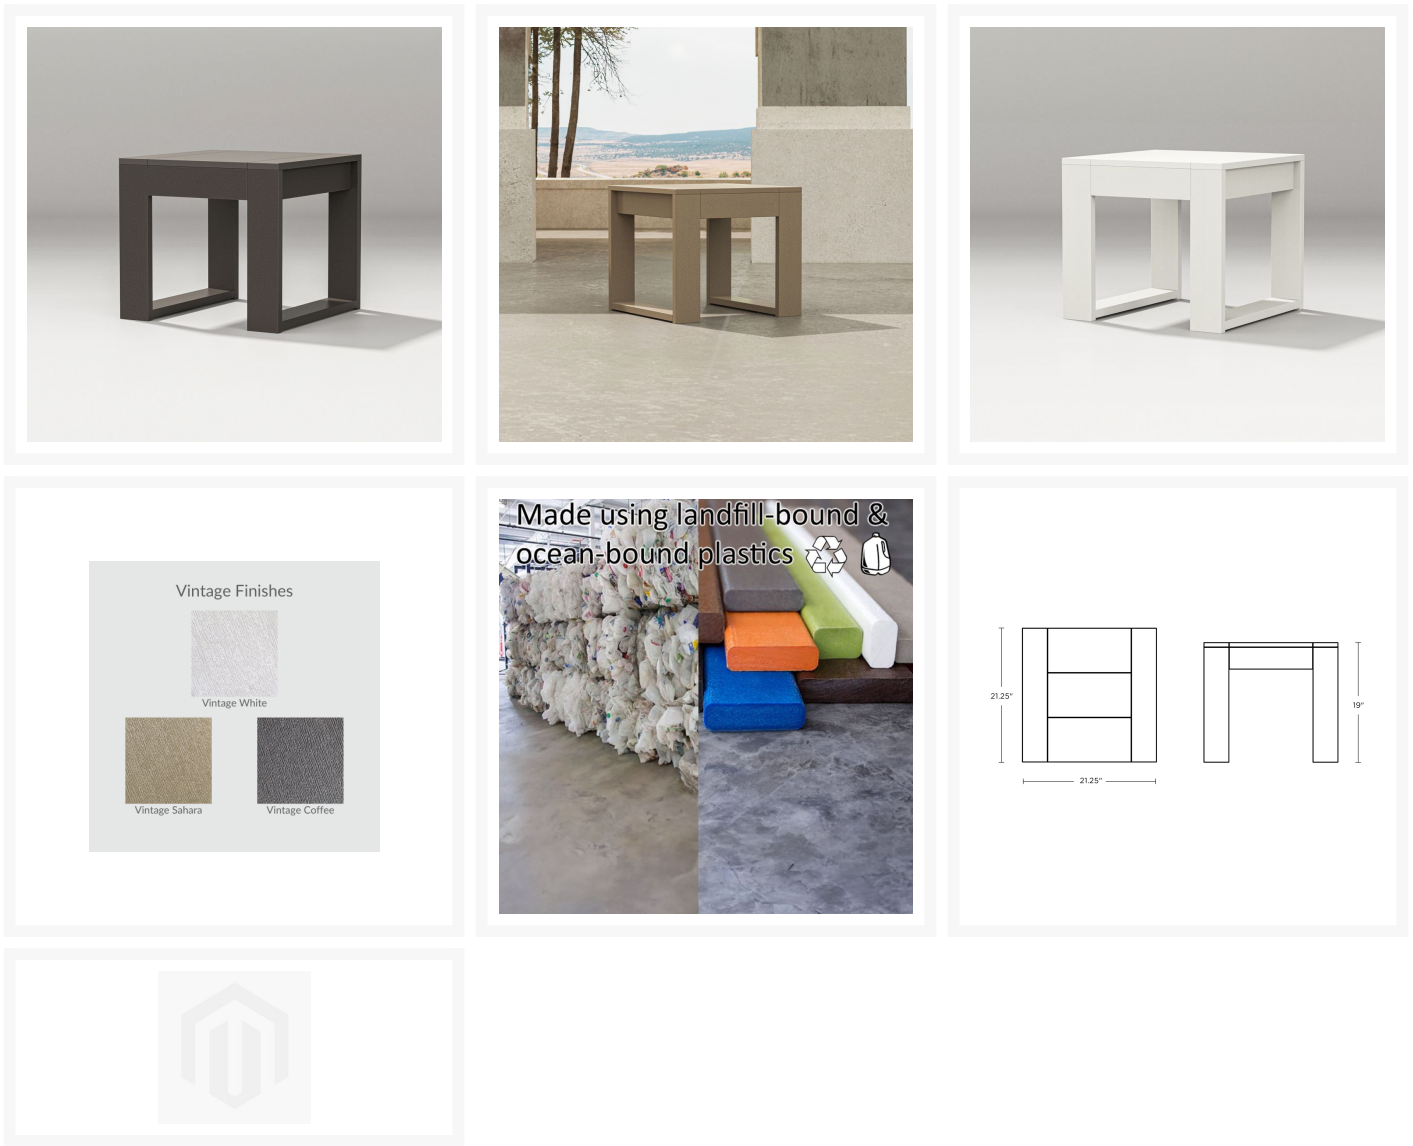 Vintage Finishes
Vintage White
Vintage Sahara
Vintage Coffee
Made using landfill-bound &
ocean-bound plastics
21.25"
21.25"
19"